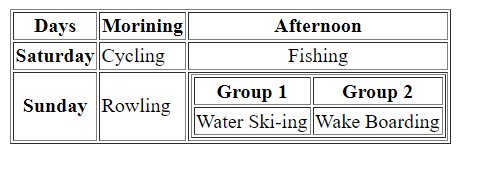 Days Morining Afternoon
Saturday Cycling Fishing
Group 1 Group 2
Sunday Rowling
Water Ski-ing Wake Boarding